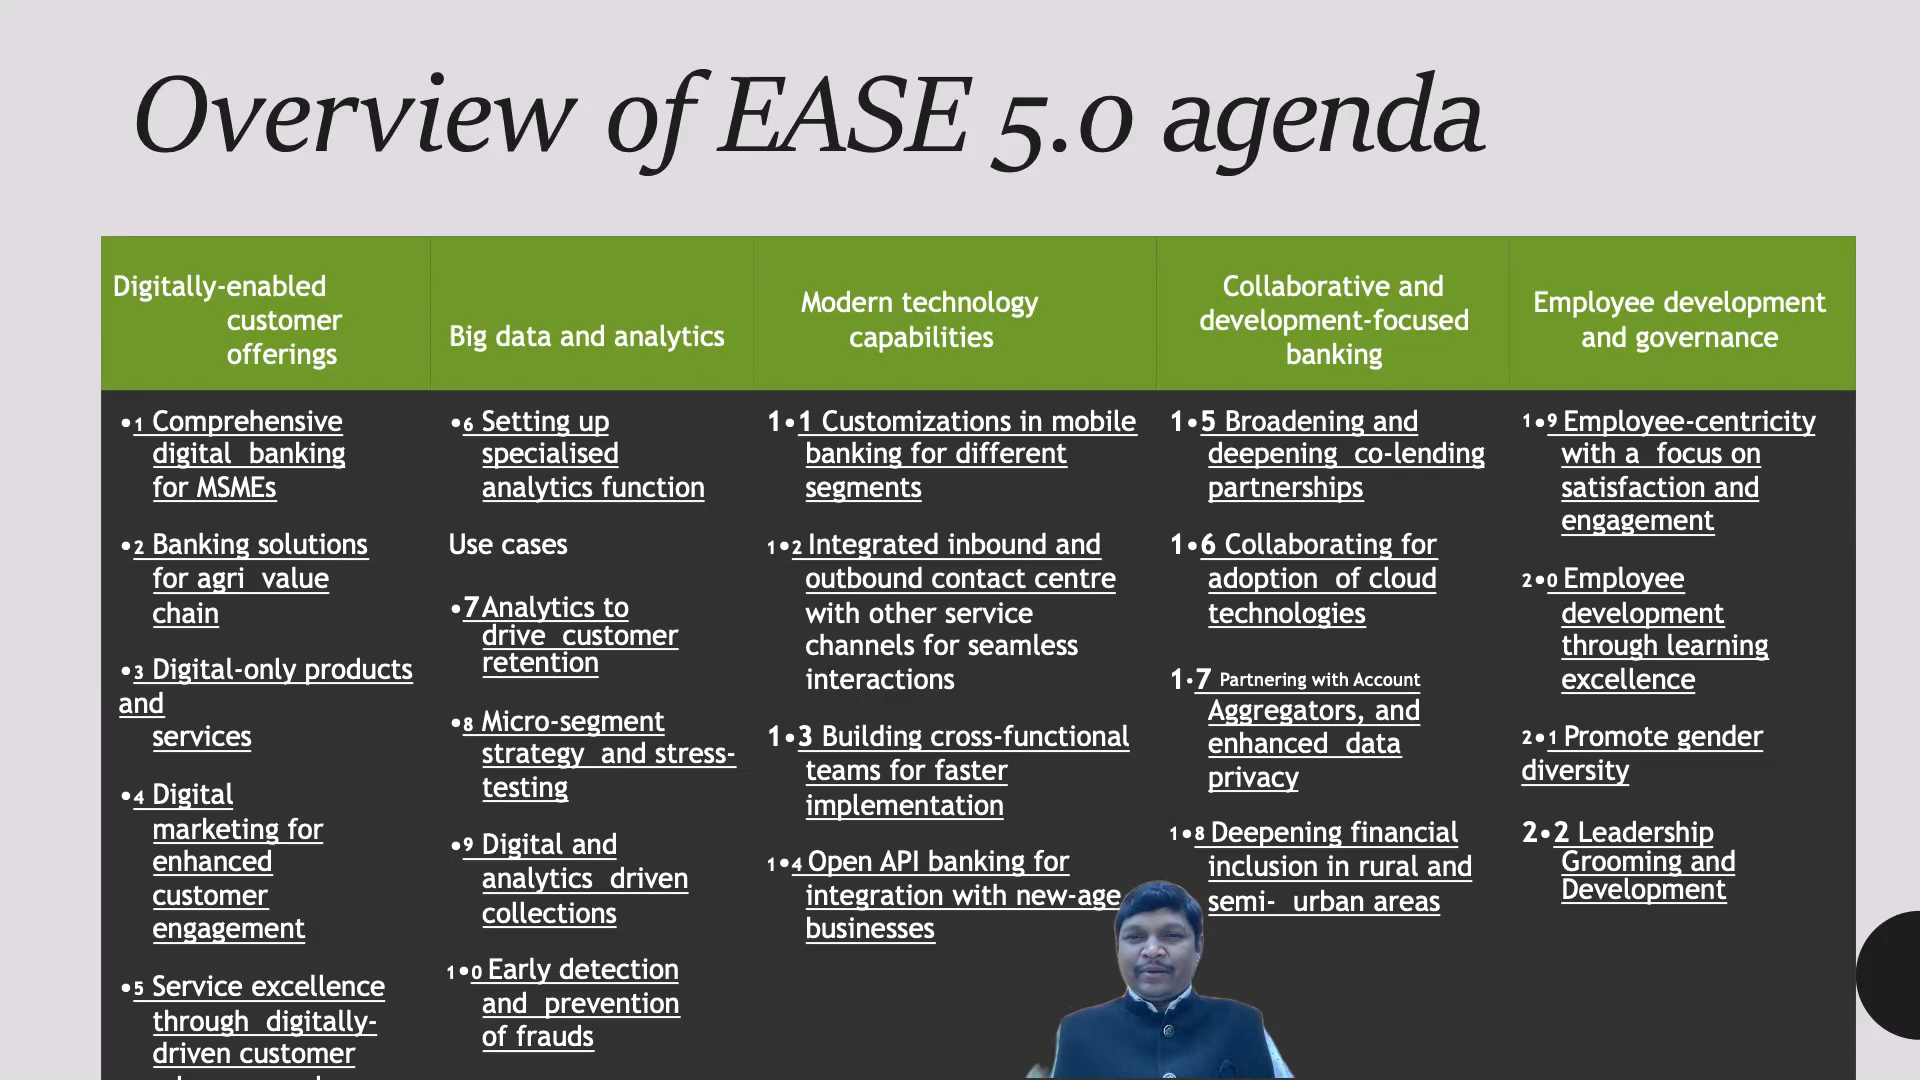 Overview of EASE 5.0 agenda
Digitally-enabled
customer
offerings
Big data and analytics
Modern technology
capabilities
Collaborative and
development-focused
banking
Employee development
and governance
•1 Comprehensive
digital banking
for MSMEs
•2 Banking solutions
for agri value
chain
•3 Digital-only products
and
services
•4 Digital
marketing for
enhanced
customer
engagement
•5 Service excellence
through digitally-
driven customer
•6 Setting up
specialised
analytics function
Use cases
•7 Analytics to
drive customer
retention
•8 Micro-segment
strategy and stress-
testing
•9 Digital and
analytics driven
collections
1•0 Early detection
and prevention
of frauds
1•1 Customizations in mobile
banking for different
segments
1•2 Integrated inbound and
outbound contact centre
with other service
channels for seamless
interactions
1•3 Building cross-functional
teams for faster
implementation
1•4 Open API banking for
integration with new-age
businesses
1•5 Broadening and
deepening co-lending
partnerships
1•6 Collaborating for
adoption of cloud
technologies
1•7 Partnering with Account
Aggregators, and
enhanced data
privacy
1•8 Deepening financial
inclusion in rural and
semi- urban areas
1•9 Employee-centricity
with a focus on
satisfaction and
engagement
2•0 Employee
development
through learning
excellence
2•1 Promote gender
diversity
2•2 Leadership
Grooming and
Development